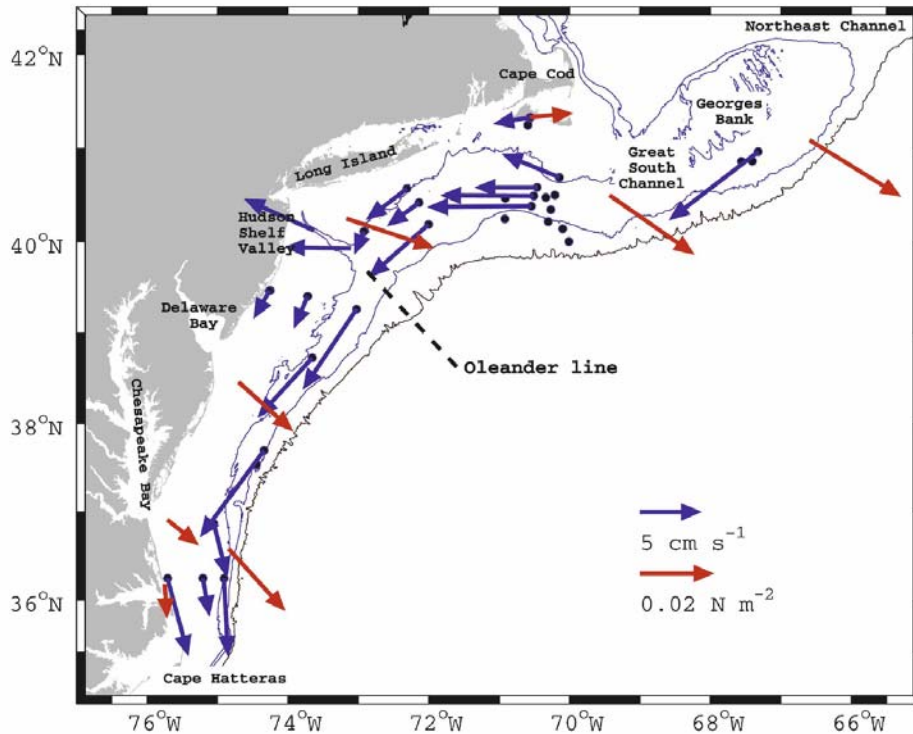 Northeast Channel
42°N
Cape Cod
Georges
Bank
Long Island
Great
South
Channel
Hudson
Shelf
Valley
40°N
Delaware
Bay
Oleander line
Chesapeake Bay
38°N
5 cm s⁻¹
36°N
0.02 N m⁻²
Cape Hatteras
76°W
74°W
72°W
70°W
68°W
66°W